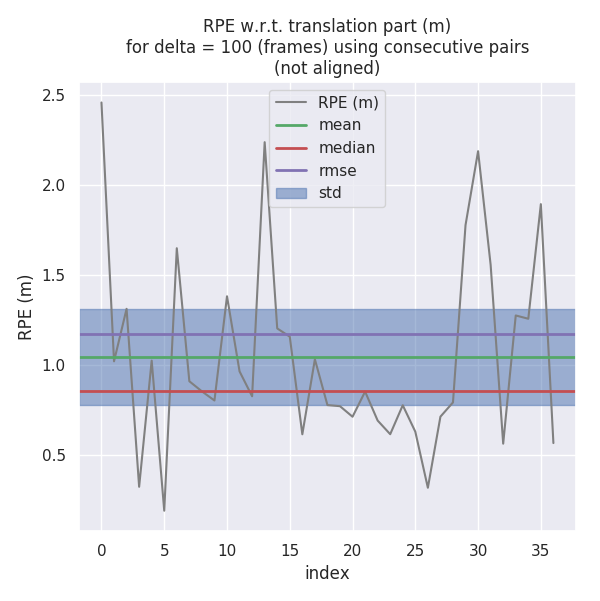 RPE w.r.t. translation part (m)
for delta = 100 (frames) using consecutive pairs
(not aligned)
RPE (m)
mean
median
rmse
std
2.5
2.0
1.5
1.0
0.5
RPE (m)
0 5 10 15 20 25 30 35
index